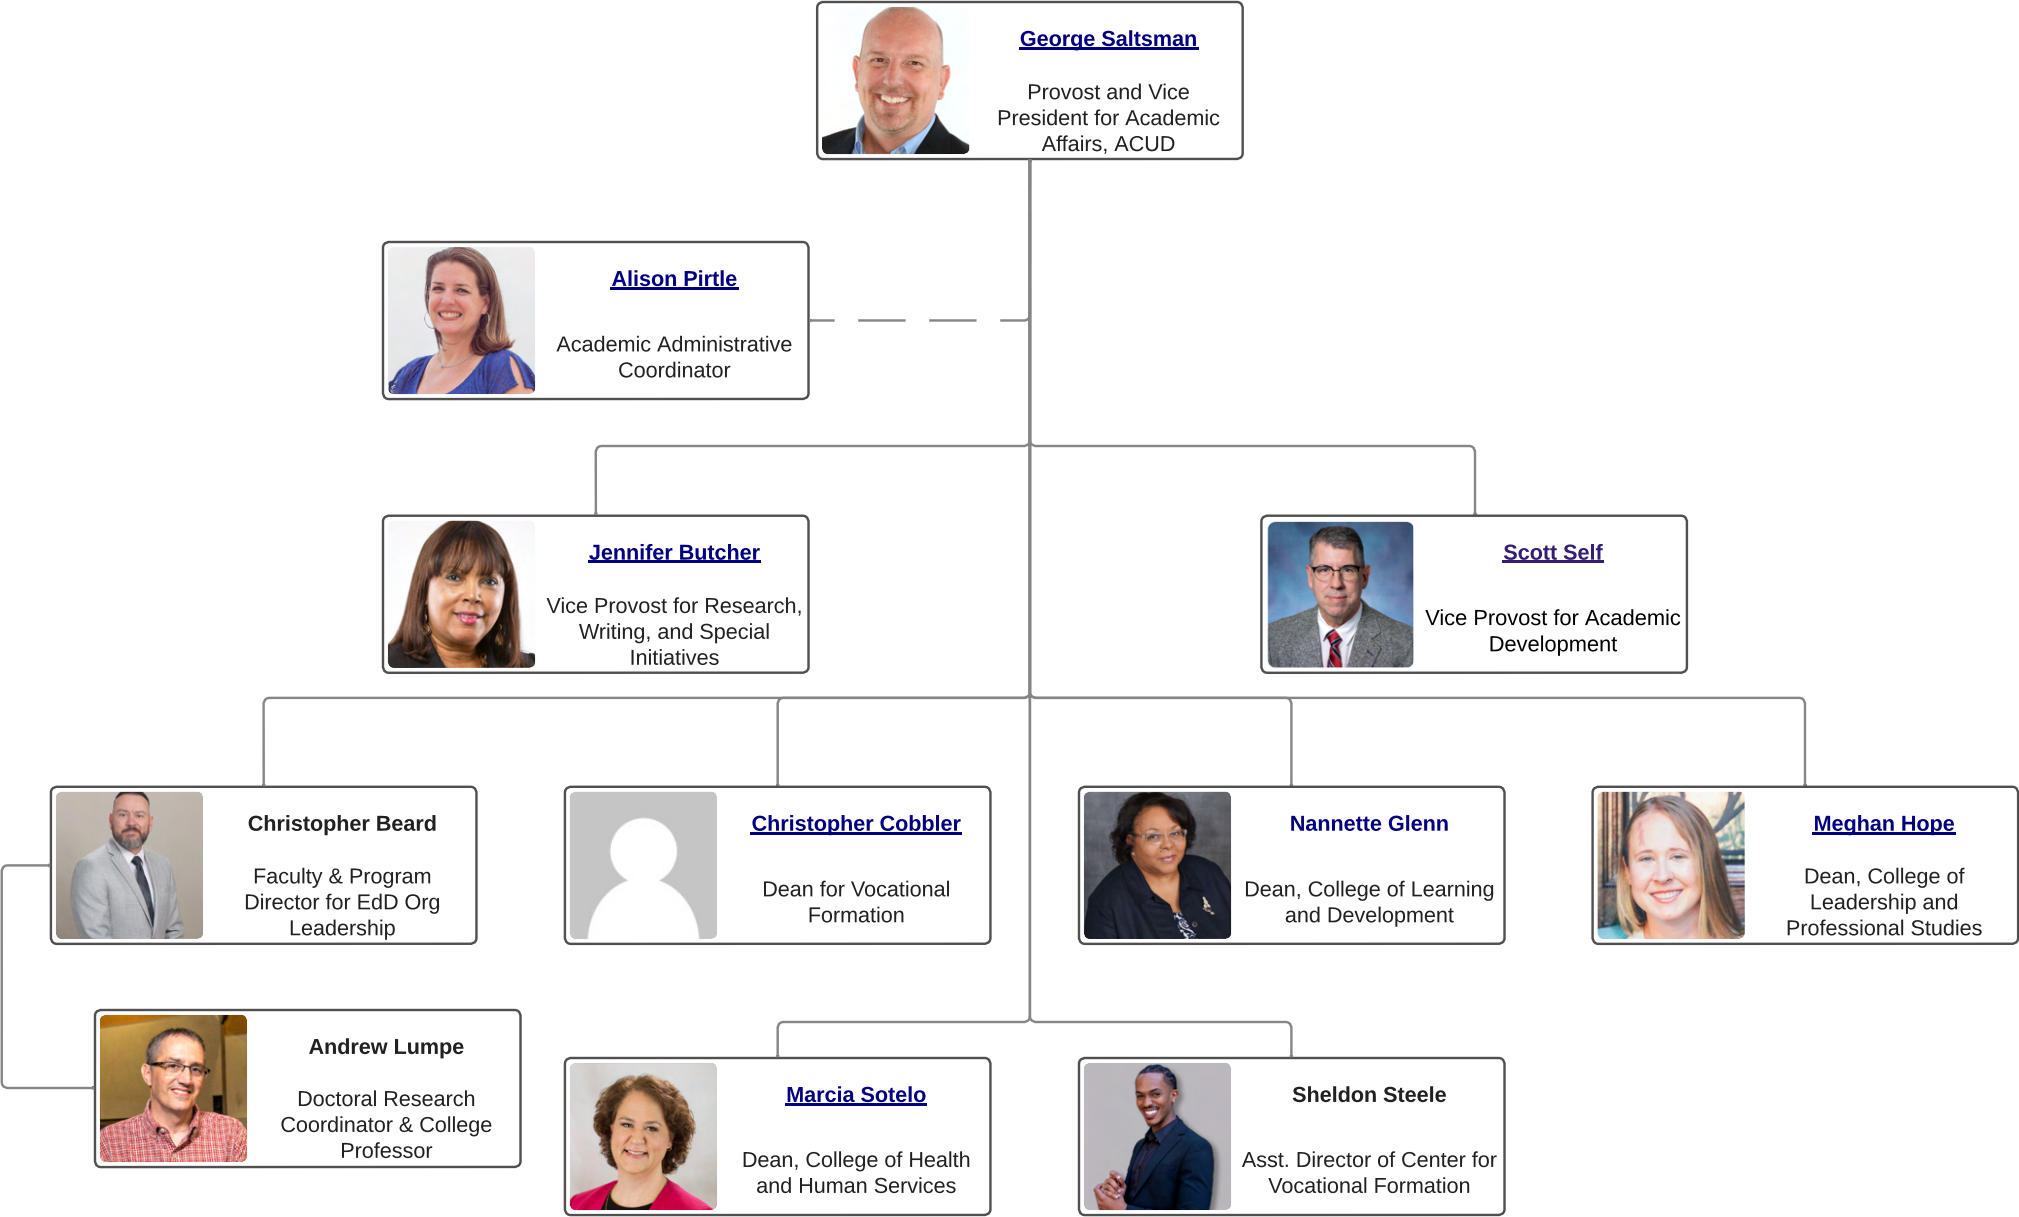 George Saltsman
Provost and Vice
President for Academic
Affairs, ACUD
Alison Pirtle
Academic Administrative
Coordinator
Jennifer Butcher
Vice Provost for Research,
Writing, and Special
Initiatives
Scott Self
Vice Provost for Academic
Development
Christopher Beard
Faculty & Program
Director for EdD Org
Leadership
Christopher Cobbler
Dean for Vocational
Formation
Nannette Glenn
Dean, College of Learning
and Development
Meghan Hope
Dean, College of
Leadership and
Professional Studies
Andrew Lumpe
Doctoral Research
Coordinator & College
Professor
Marcia Sotelo
Dean, College of Health
and Human Services
Sheldon Steele
Asst. Director of Center for
Vocational Formation